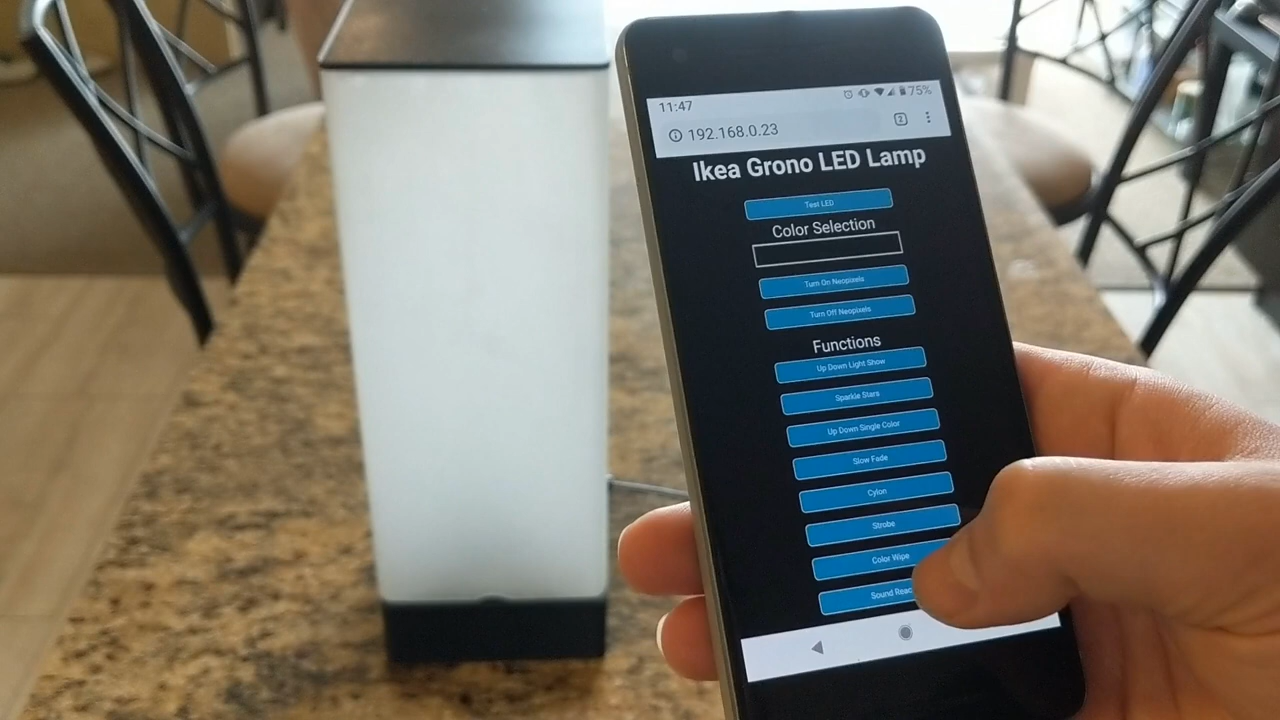 11:47
75%
192.168.0.23
2
Ikea Grono LED Lamp
Test LED
Color Selection
Turn On Neopixels
Turn Off Neopixels
Functions
Up Down Light Show
Sparkle Stars
Up Down Single Color
Slow Fade
Cylon
Strobe
Color Wipe
Sound